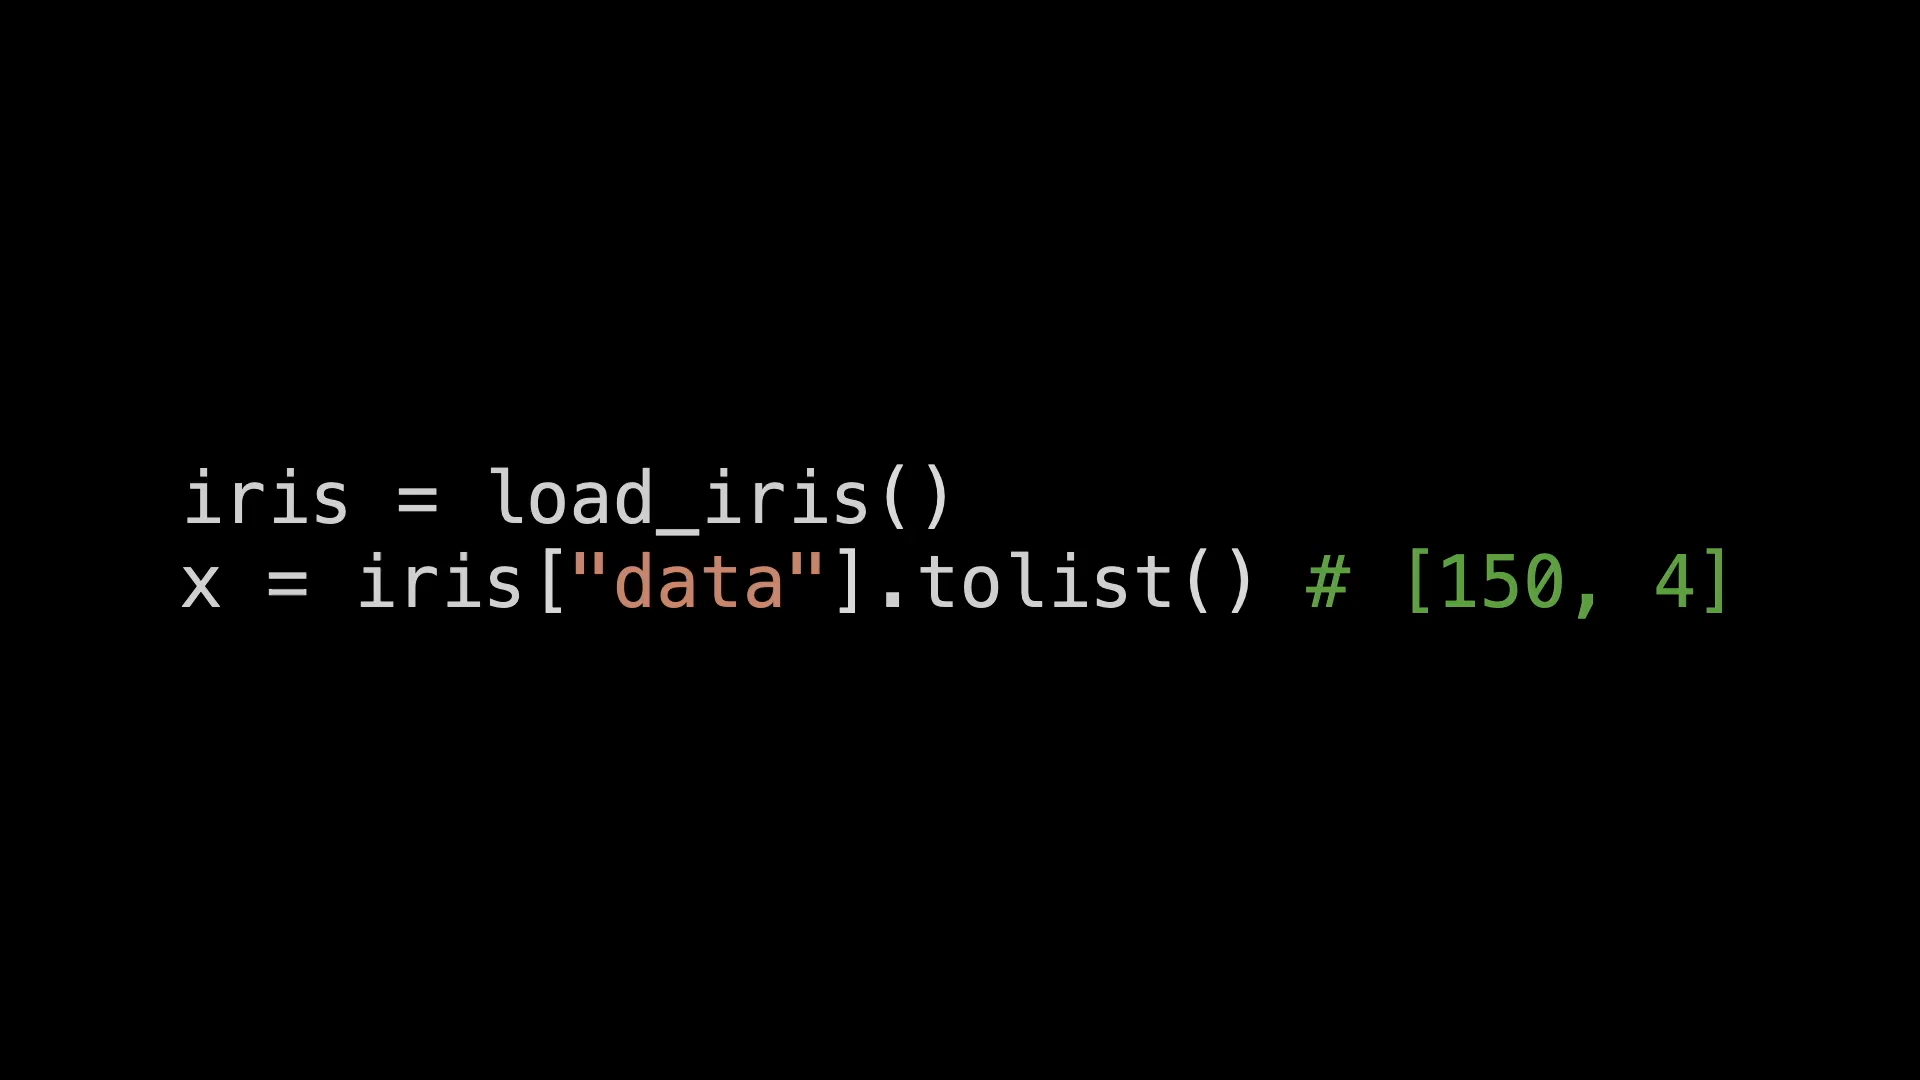 iris = load_iris()
x = iris["data"].tolist() # [150, 4]